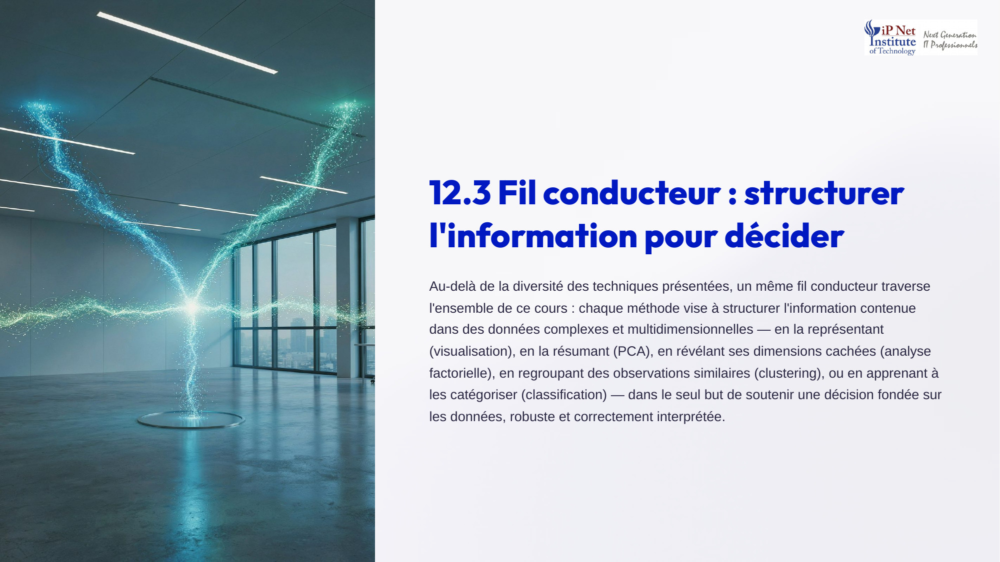 iP Net
Institute
of Technology
Next Generation
IT Professionnels
12.3 Fil conducteur : structurer
l'information pour décider
Au-delà de la diversité des techniques présentées, un même fil conducteur traverse
l'ensemble de ce cours : chaque méthode vise à structurer l'information contenue
dans des données complexes et multidimensionnelles — en la représentant
(visualisation), en la résumant (PCA), en révélant ses dimensions cachées (analyse
factorielle), en regroupant des observations similaires (clustering), ou en apprenant à
les catégoriser (classification) — dans le seul but de soutenir une décision fondée sur
les données, robuste et correctement interprétée.